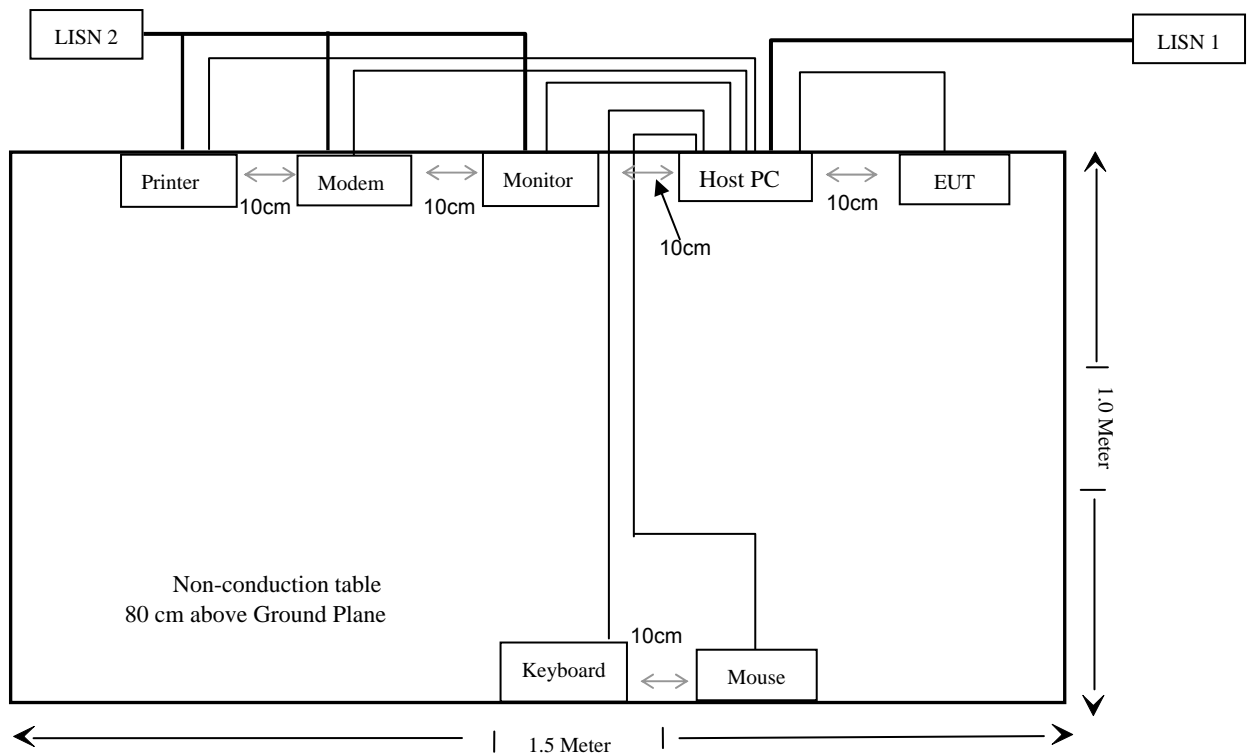 LISN 2
LISN 1
Printer
Modem
Monitor
Host PC
EUT
10cm
10cm
10cm
10cm
1.0 Meter
Non-conduction table
80 cm above Ground Plane
10cm
Keyboard
Mouse
1.5 Meter